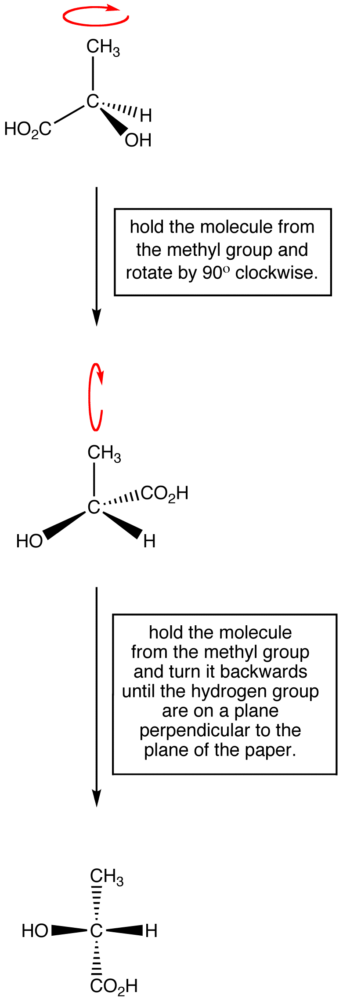 CH₃
C
H
HO₂C
OH
hold the molecule from
the methyl group and
rotate by 90º clockwise.
CH₃
CO₂H
C
HO
H
hold the molecule
from the methyl group
and turn it backwards
until the hydrogen group
are on a plane
perpendicular to the
plane of the paper.
CH₃
HO C H
CO₂H